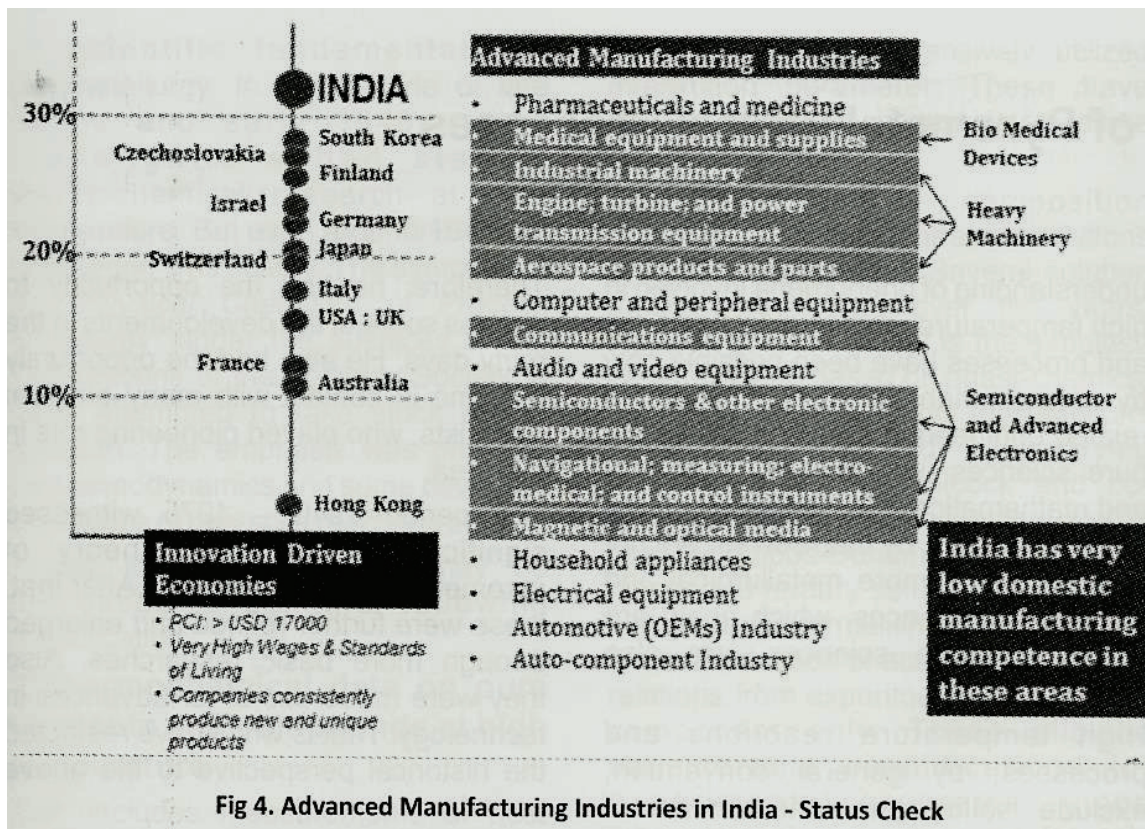 INDIA
30%
South Korea
Czechoslovakia
Finland
Israel
Germany
Japan
20%
Switzerland
Italy
USA : UK
France
Australia
10%
Hong Kong
Innovation Driven
Economies
• PCI: > USD 17000
• Very High Wages & Standards
of Living
• Companies consistently
produce new and unique
products
Advanced Manufacturing Industries
• Pharmaceuticals and medicine
• Medical equipment and supplies
• Industrial machinery
• Engine; turbine; and power
transmission equipment
• Aerospace products and parts
• Computer and peripheral equipment
• Communications equipment
• Audio and video equipment
• Semiconductors & other electronic
components
• Navigational; measuring; electro-
medical; and control instruments
• Magnetic and optical media
• Household appliances
• Electrical equipment
• Automotive (OEMs) Industry
• Auto-component Industry
Bio Medical
Devices
Heavy
Machinery
Semiconductor
and Advanced
Electronics
India has very
low domestic
manufacturing
competence in
these areas
Fig 4. Advanced Manufacturing Industries in India - Status Check